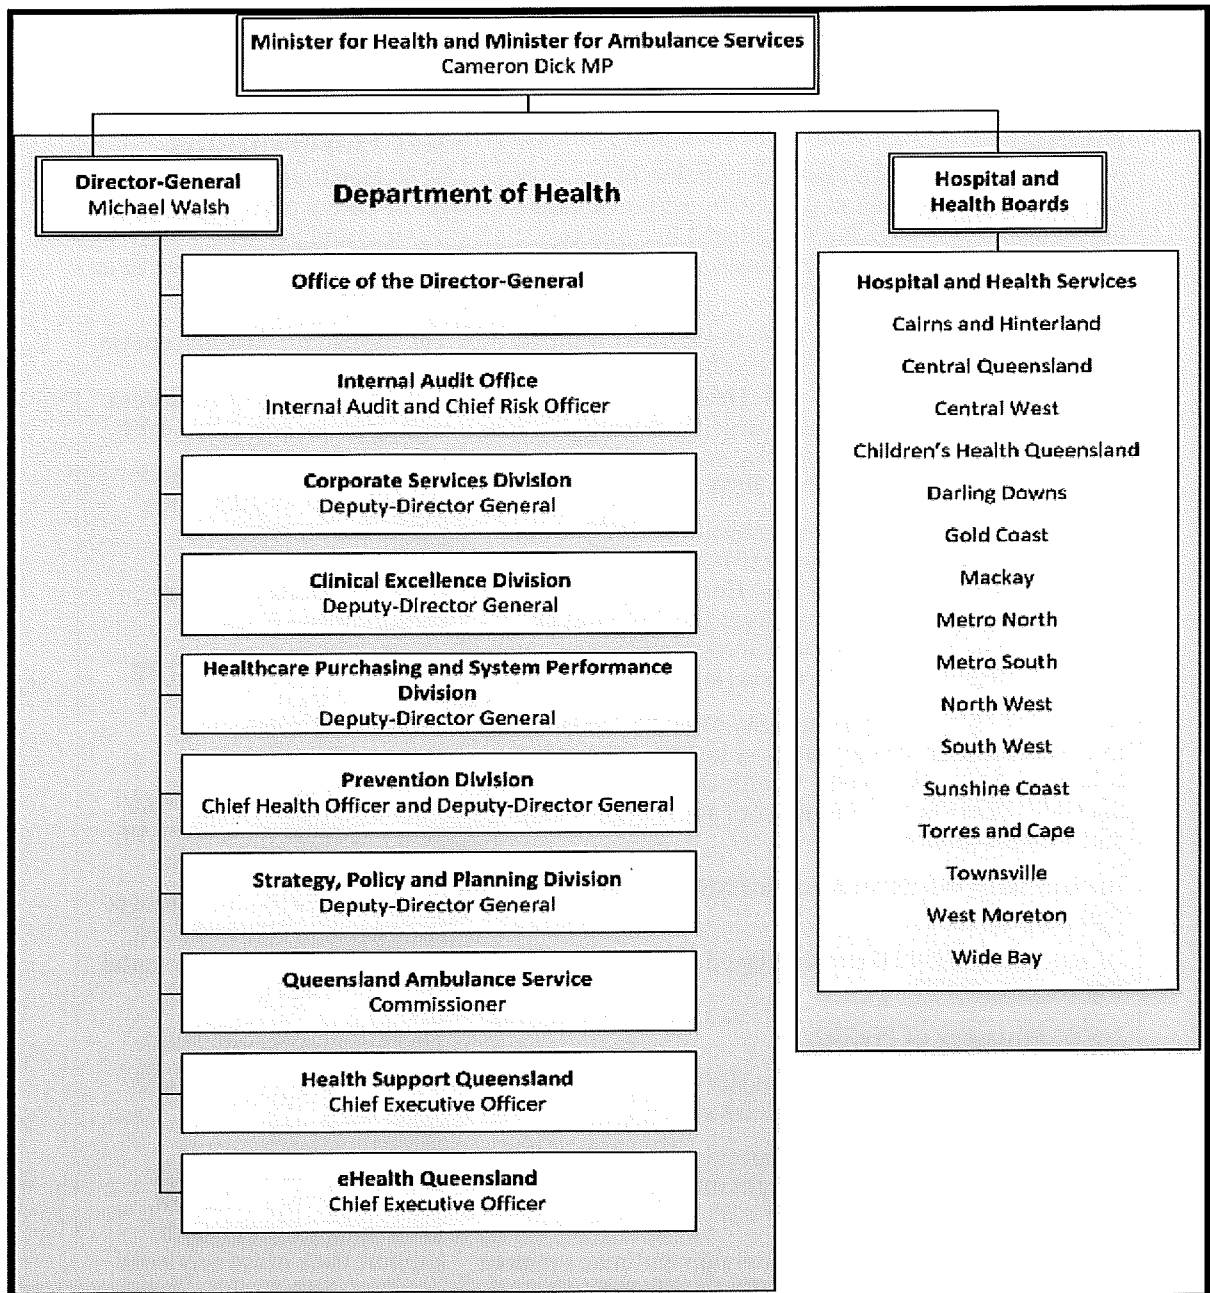 Minister for Health and Minister for Ambulance Services
Cameron Dick MP
Director-General
Michael Walsh
Department of Health
Office of the Director-General
Internal Audit Office
Internal Audit and Chief Risk Officer
Corporate Services Division
Deputy-Director General
Clinical Excellence Division
Deputy-Director General
Healthcare Purchasing and System Performance
Division
Deputy-Director General
Prevention Division
Chief Health Officer and Deputy-Director General
Strategy, Policy and Planning Division
Deputy-Director General
Queensland Ambulance Service
Commissioner
Health Support Queensland
Chief Executive Officer
eHealth Queensland
Chief Executive Officer
Hospital and
Health Boards
Hospital and Health Services
Cairns and Hinterland
Central Queensland
Central West
Children's Health Queensland
Darling Downs
Gold Coast
Mackay
Metro North
Metro South
North West
South West
Sunshine Coast
Torres and Cape
Townsville
West Moreton
Wide Bay